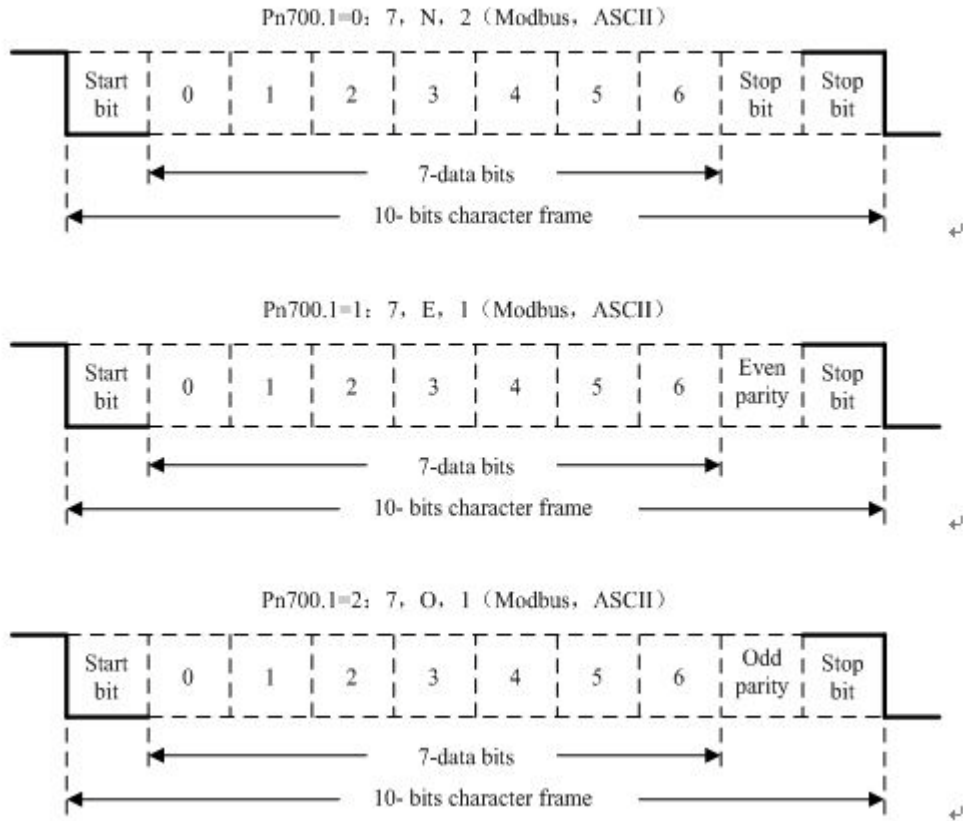 Pn700.1=0: 7, N, 2 (Modbus, ASCII)
Start bit 0 1 2 3 4 5 6 Stop bit Stop bit
7-data bits
10- bits character frame
Pn700.1=1: 7, E, 1 (Modbus, ASCII)
Start bit 0 1 2 3 4 5 6 Even parity Stop bit
7-data bits
10- bits character frame
Pn700.1=2: 7, O, 1 (Modbus, ASCII)
Start bit 0 1 2 3 4 5 6 Odd parity Stop bit
7-data bits
10- bits character frame